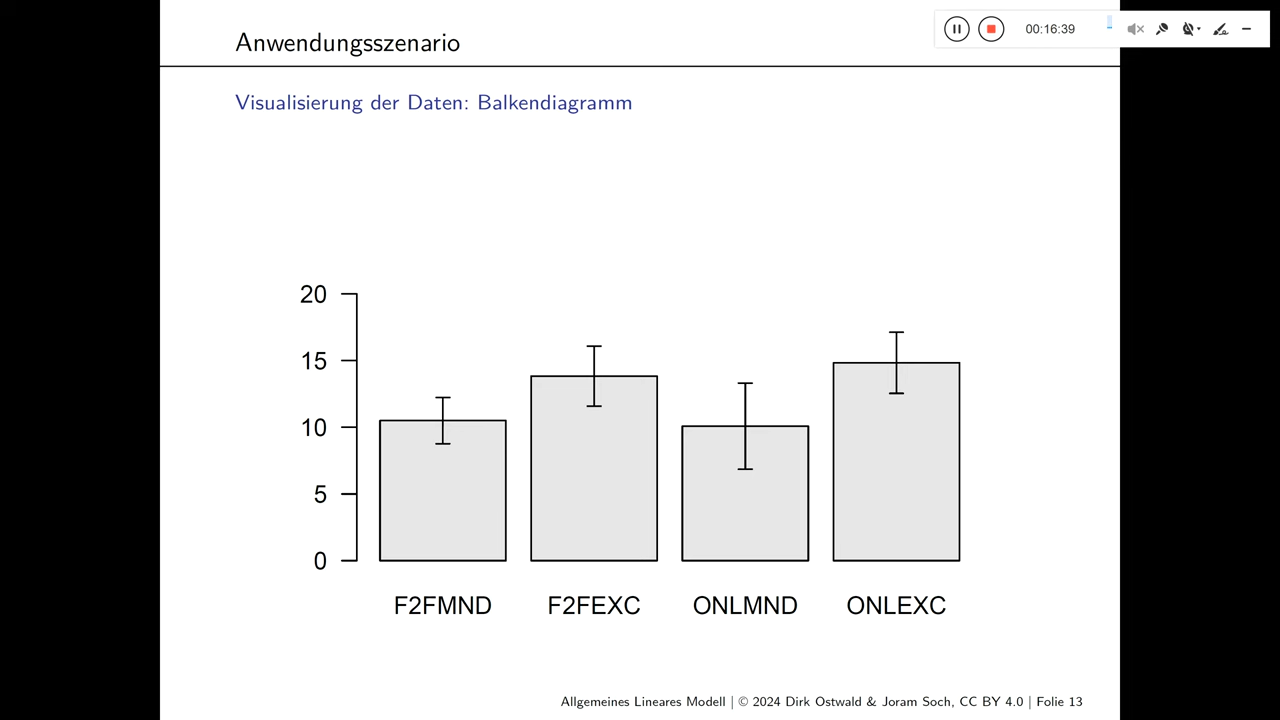 Anwendungsszenario
00:16:39
Visualisierung der Daten: Balkendiagramm
20
15
10
5
0
F2FMND F2FEXC ONLMND ONLEXC
Allgemeines Lineares Modell | © 2024 Dirk Ostwald & Joram Soch, CC BY 4.0 | Folie 13